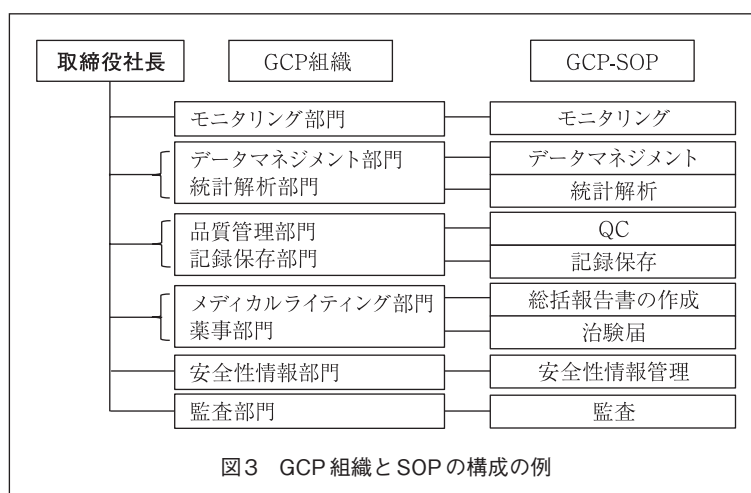 取締役社長 GCP組織 GCP-SOP
モニタリング部門 モニタリング
データマネジメント部門 データマネジメント
統計解析部門 統計解析
品質管理部門 QC
記録保存部門 記録保存
メディカルライティング部門 総括報告書の作成
薬事部門 治験届
安全性情報部門 安全性情報管理
監査部門 監査
図3 GCP組織とSOPの構成の例